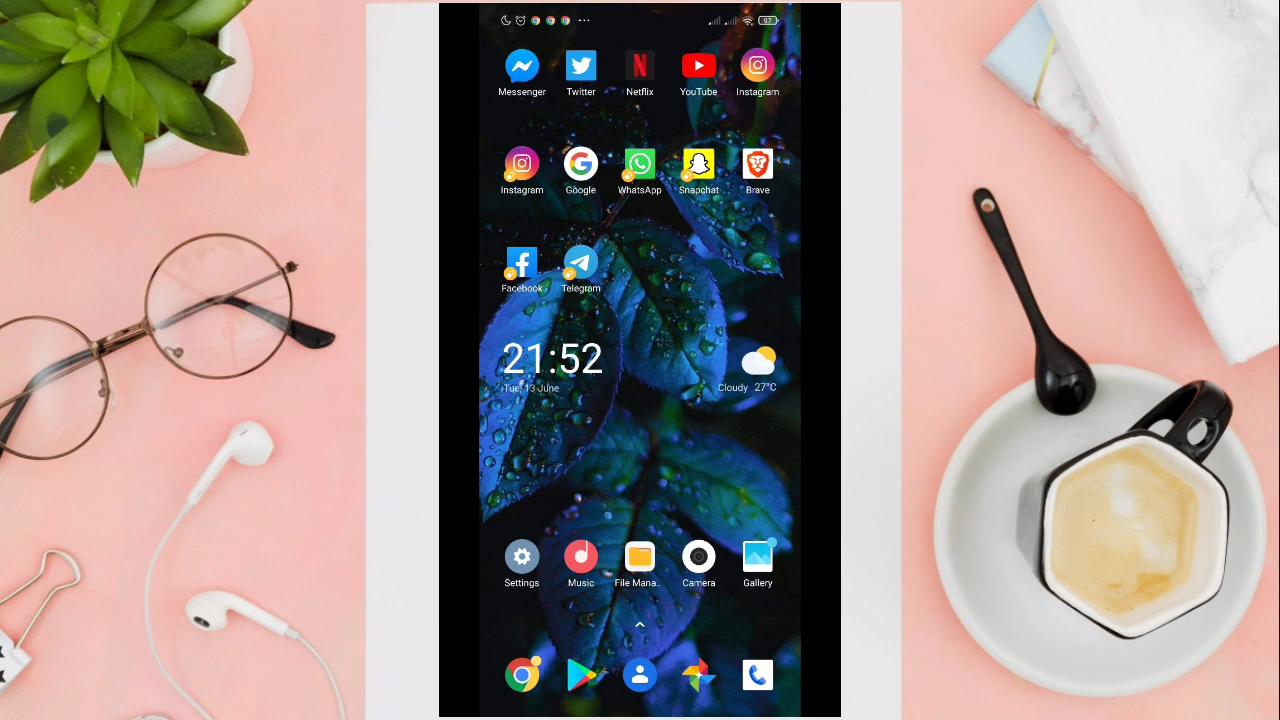 97
Messenger Twitter Netflix YouTube Instagram
Instagram Google WhatsApp Snapchat Brave
Facebook Telegram
21:52
Tue, 13 June
Cloudy 27°C
Settings Music File Mana.. Camera Gallery